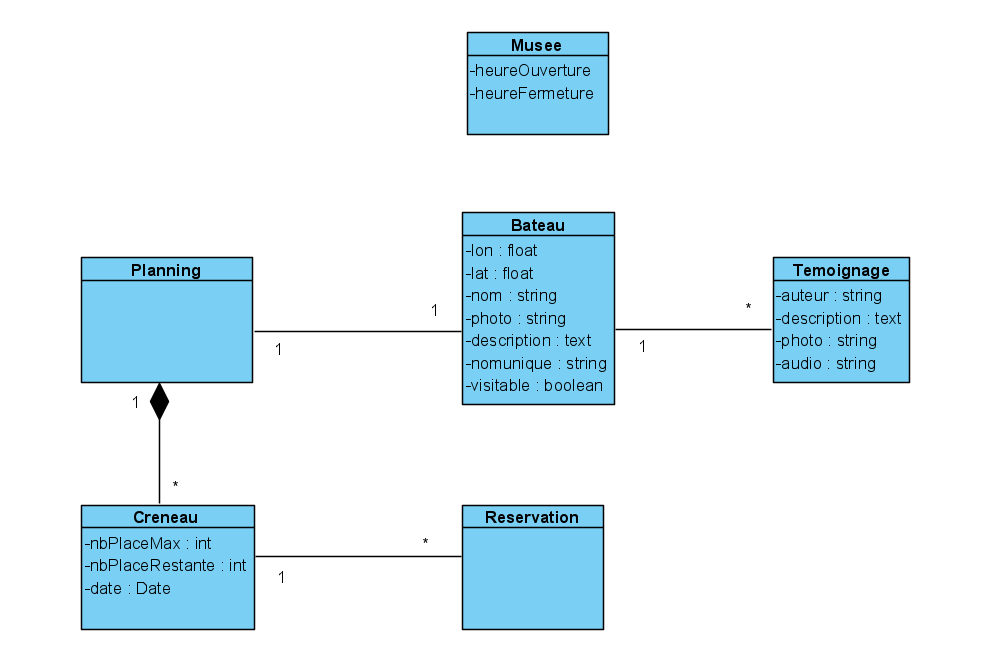 Musee
-heureOuverture
-heureFermeture
Bateau
-lon : float
-lat : float
-nom : string
-photo : string
-description : text
-nomunique : string
-visitable : boolean
Planning
Temoignage
-auteur : string
-description : text
-photo : string
-audio : string
1
1
1
*
1
*
Creneau
-nbPlaceMax : int
-nbPlaceRestante : int
-date : Date
1
*
Reservation